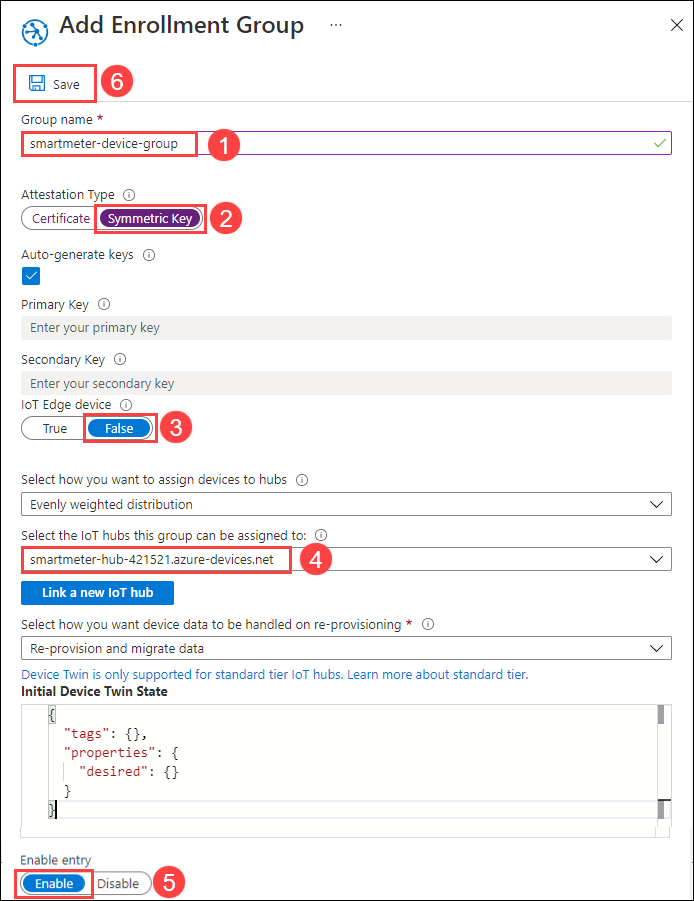 Add Enrollment Group ...
Save 6
Group name *
smartmeter-device-group 1
Attestation Type
Certificate Symmetric Key 2
Auto-generate keys
Primary Key
Enter your primary key
Secondary Key
Enter your secondary key
IoT Edge device
True False 3
Select how you want to assign devices to hubs
Evenly weighted distribution
Select the IoT hubs this group can be assigned to:
smartmeter-hub-421521.azure-devices.net 4
Link a new IoT hub
Select how you want device data to be handled on re-provisioning *
Re-provision and migrate data
Device Twin is only supported for standard tier IoT hubs. Learn more about standard tier.
Initial Device Twin State
{
"tags": {},
"properties": {
"desired": {}
}
}
Enable entry
Enable Disable 5